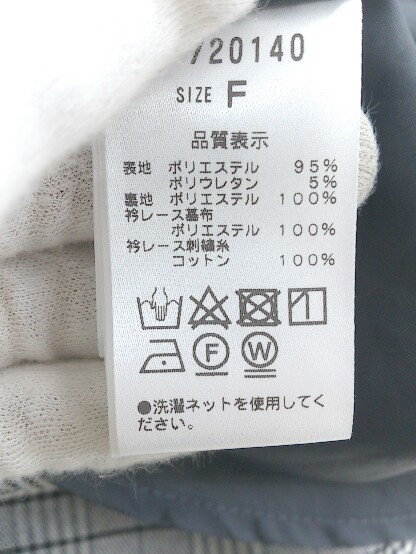 720140
SIZE F
品質表示
表地 ポリエステル 95%
ポリウレタン 5%
裏地 ポリエステル 100%
衿レース基布
ポリエステル 100%
衿レース刺繍糸
コットン 100%
F W
●洗濯ネットを使用してく
ださい。